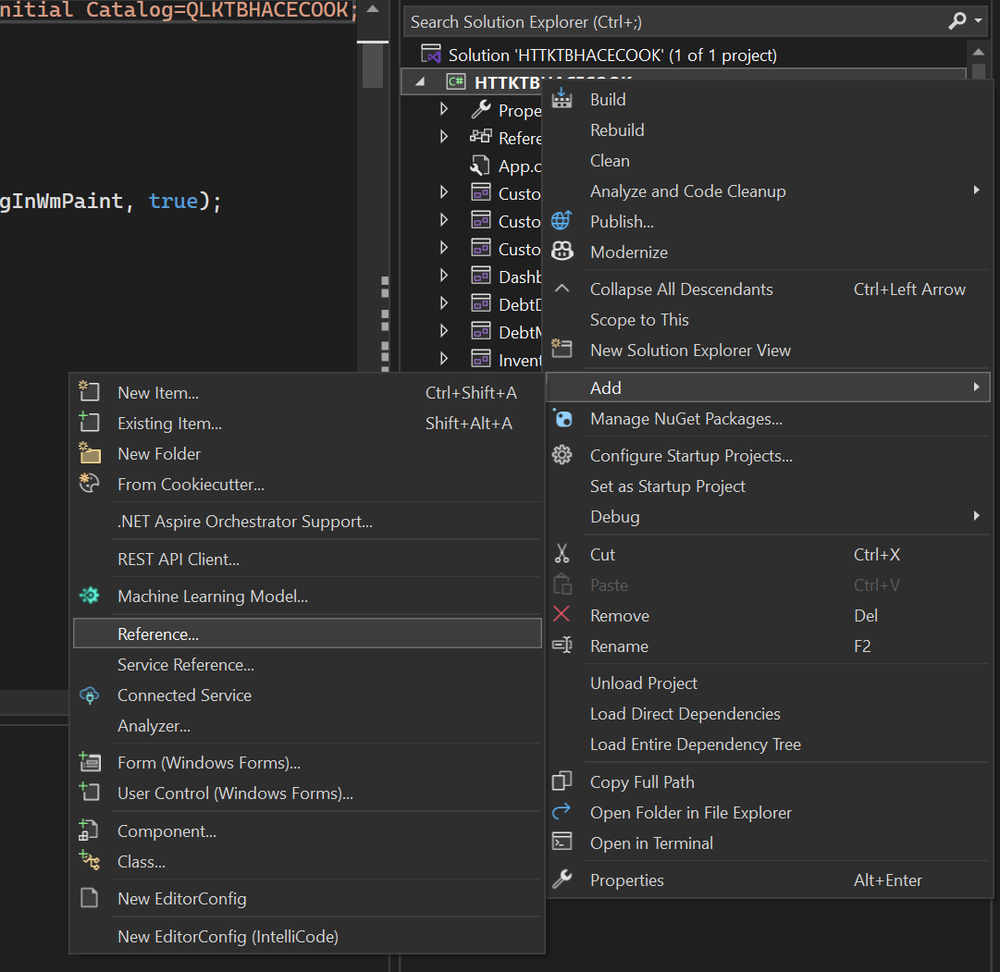 nitial Catalog=QLKTBHACECOOK;
gInWmPaint, true);
Search Solution Explorer (Ctrl+;)
Solution 'HTTKTBHACECOOK' (1 of 1 project)
C# HTTKTBHACECOOK
Prope
Refere
App.c
Custo
Custo
Custo
Dashb
DebtD
DebtM
Invent
Build
Rebuild
Clean
Analyze and Code Cleanup
Publish...
Modernize
Collapse All Descendants Ctrl+Left Arrow
Scope to This
New Solution Explorer View
Add
Manage NuGet Packages...
Configure Startup Projects...
Set as Startup Project
Debug
Cut Ctrl+X
Paste Ctrl+V
Remove Del
Rename F2
Unload Project
Load Direct Dependencies
Load Entire Dependency Tree
Copy Full Path
Open Folder in File Explorer
Open in Terminal
Properties Alt+Enter
New Item... Ctrl+Shift+A
Existing Item... Shift+Alt+A
New Folder
From Cookiecutter...
.NET Aspire Orchestrator Support...
REST API Client...
Machine Learning Model...
Reference...
Service Reference...
Connected Service
Analyzer...
Form (Windows Forms)...
User Control (Windows Forms)...
Component...
Class...
New EditorConfig
New EditorConfig (IntelliCode)